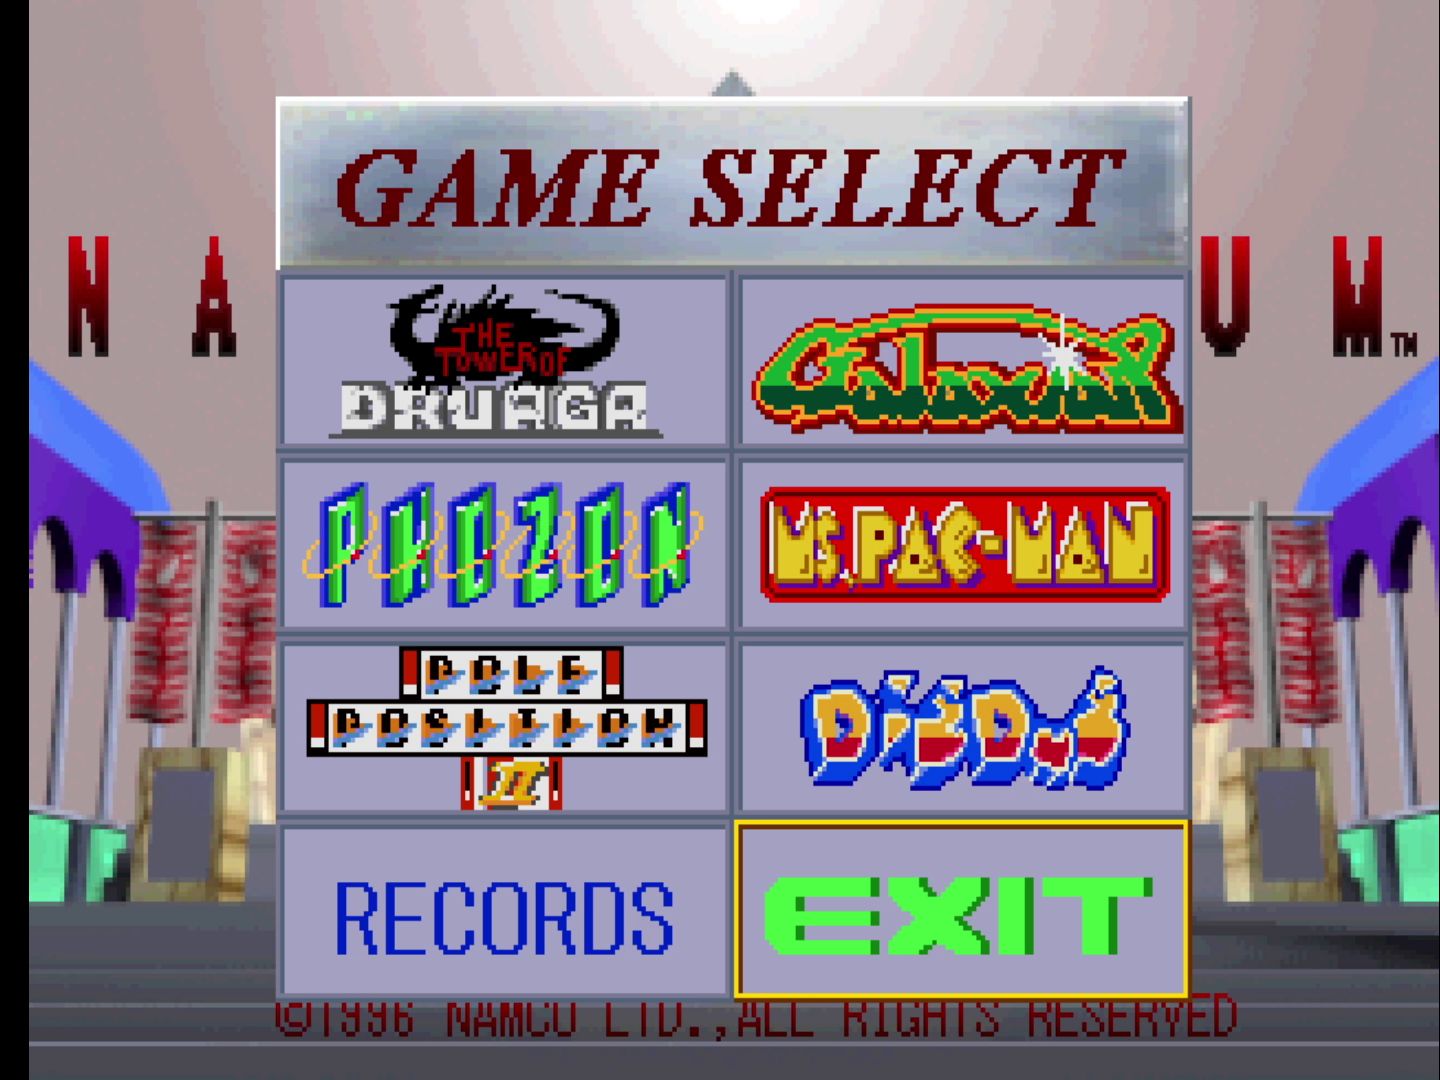 GAME SELECT
N A U M™
THE
TOWER OF
DRUAGA
Galaxian
PHOZON
MS. PAC-MAN
POLE
POSITION
II
DIG DUG
RECORDS
EXIT
©1996 NAMCO LTD., ALL RIGHTS RESERVED